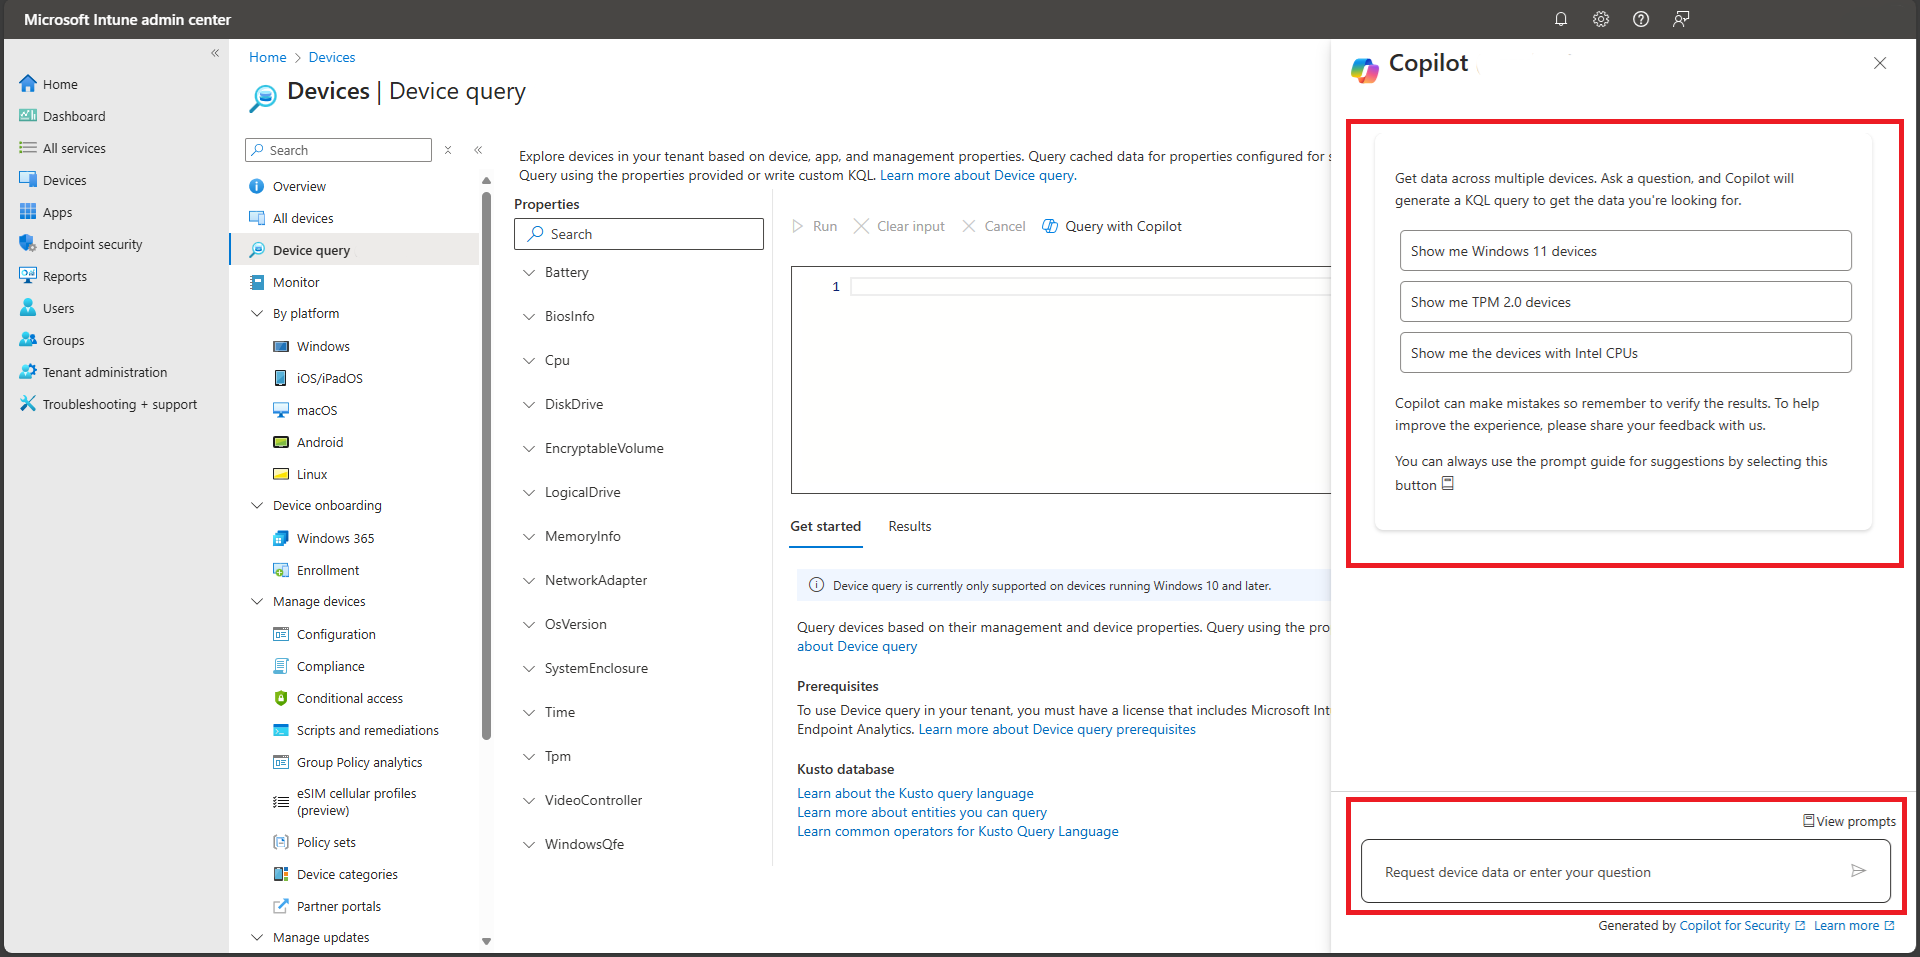 Microsoft Intune admin center
Home
Dashboard
All services
Devices
Apps
Endpoint security
Reports
Users
Groups
Tenant administration
Troubleshooting + support
Home > Devices
Devices | Device query
Search
Overview
All devices
Device query
Monitor
By platform
Windows
iOS/iPadOS
macOS
Android
Linux
Device onboarding
Windows 365
Enrollment
Manage devices
Configuration
Compliance
Conditional access
Scripts and remediations
Group Policy analytics
eSIM cellular profiles
(preview)
Policy sets
Device categories
Partner portals
Manage updates
Explore devices in your tenant based on device, app, and management properties. Query cached data for properties configured for s
Query using the properties provided or write custom KQL. Learn more about Device query.
Properties
Search
Battery
BiosInfo
Cpu
DiskDrive
EncryptableVolume
LogicalDrive
MemoryInfo
NetworkAdapter
OsVersion
SystemEnclosure
Time
Tpm
VideoController
WindowsQfe
Run Clear input Cancel Query with Copilot
1
Get started Results
Device query is currently only supported on devices running Windows 10 and later.
Query devices based on their management and device properties. Query using the pro
about Device query
Prerequisites
To use Device query in your tenant, you must have a license that includes Microsoft Int
Endpoint Analytics. Learn more about Device query prerequisites
Kusto database
Learn about the Kusto query language
Learn more about entities you can query
Learn common operators for Kusto Query Language
Copilot
Get data across multiple devices. Ask a question, and Copilot will
generate a KQL query to get the data you're looking for.
Show me Windows 11 devices
Show me TPM 2.0 devices
Show me the devices with Intel CPUs
Copilot can make mistakes so remember to verify the results. To help
improve the experience, please share your feedback with us.
You can always use the prompt guide for suggestions by selecting this
button
View prompts
Request device data or enter your question
Generated by Copilot for Security Learn more